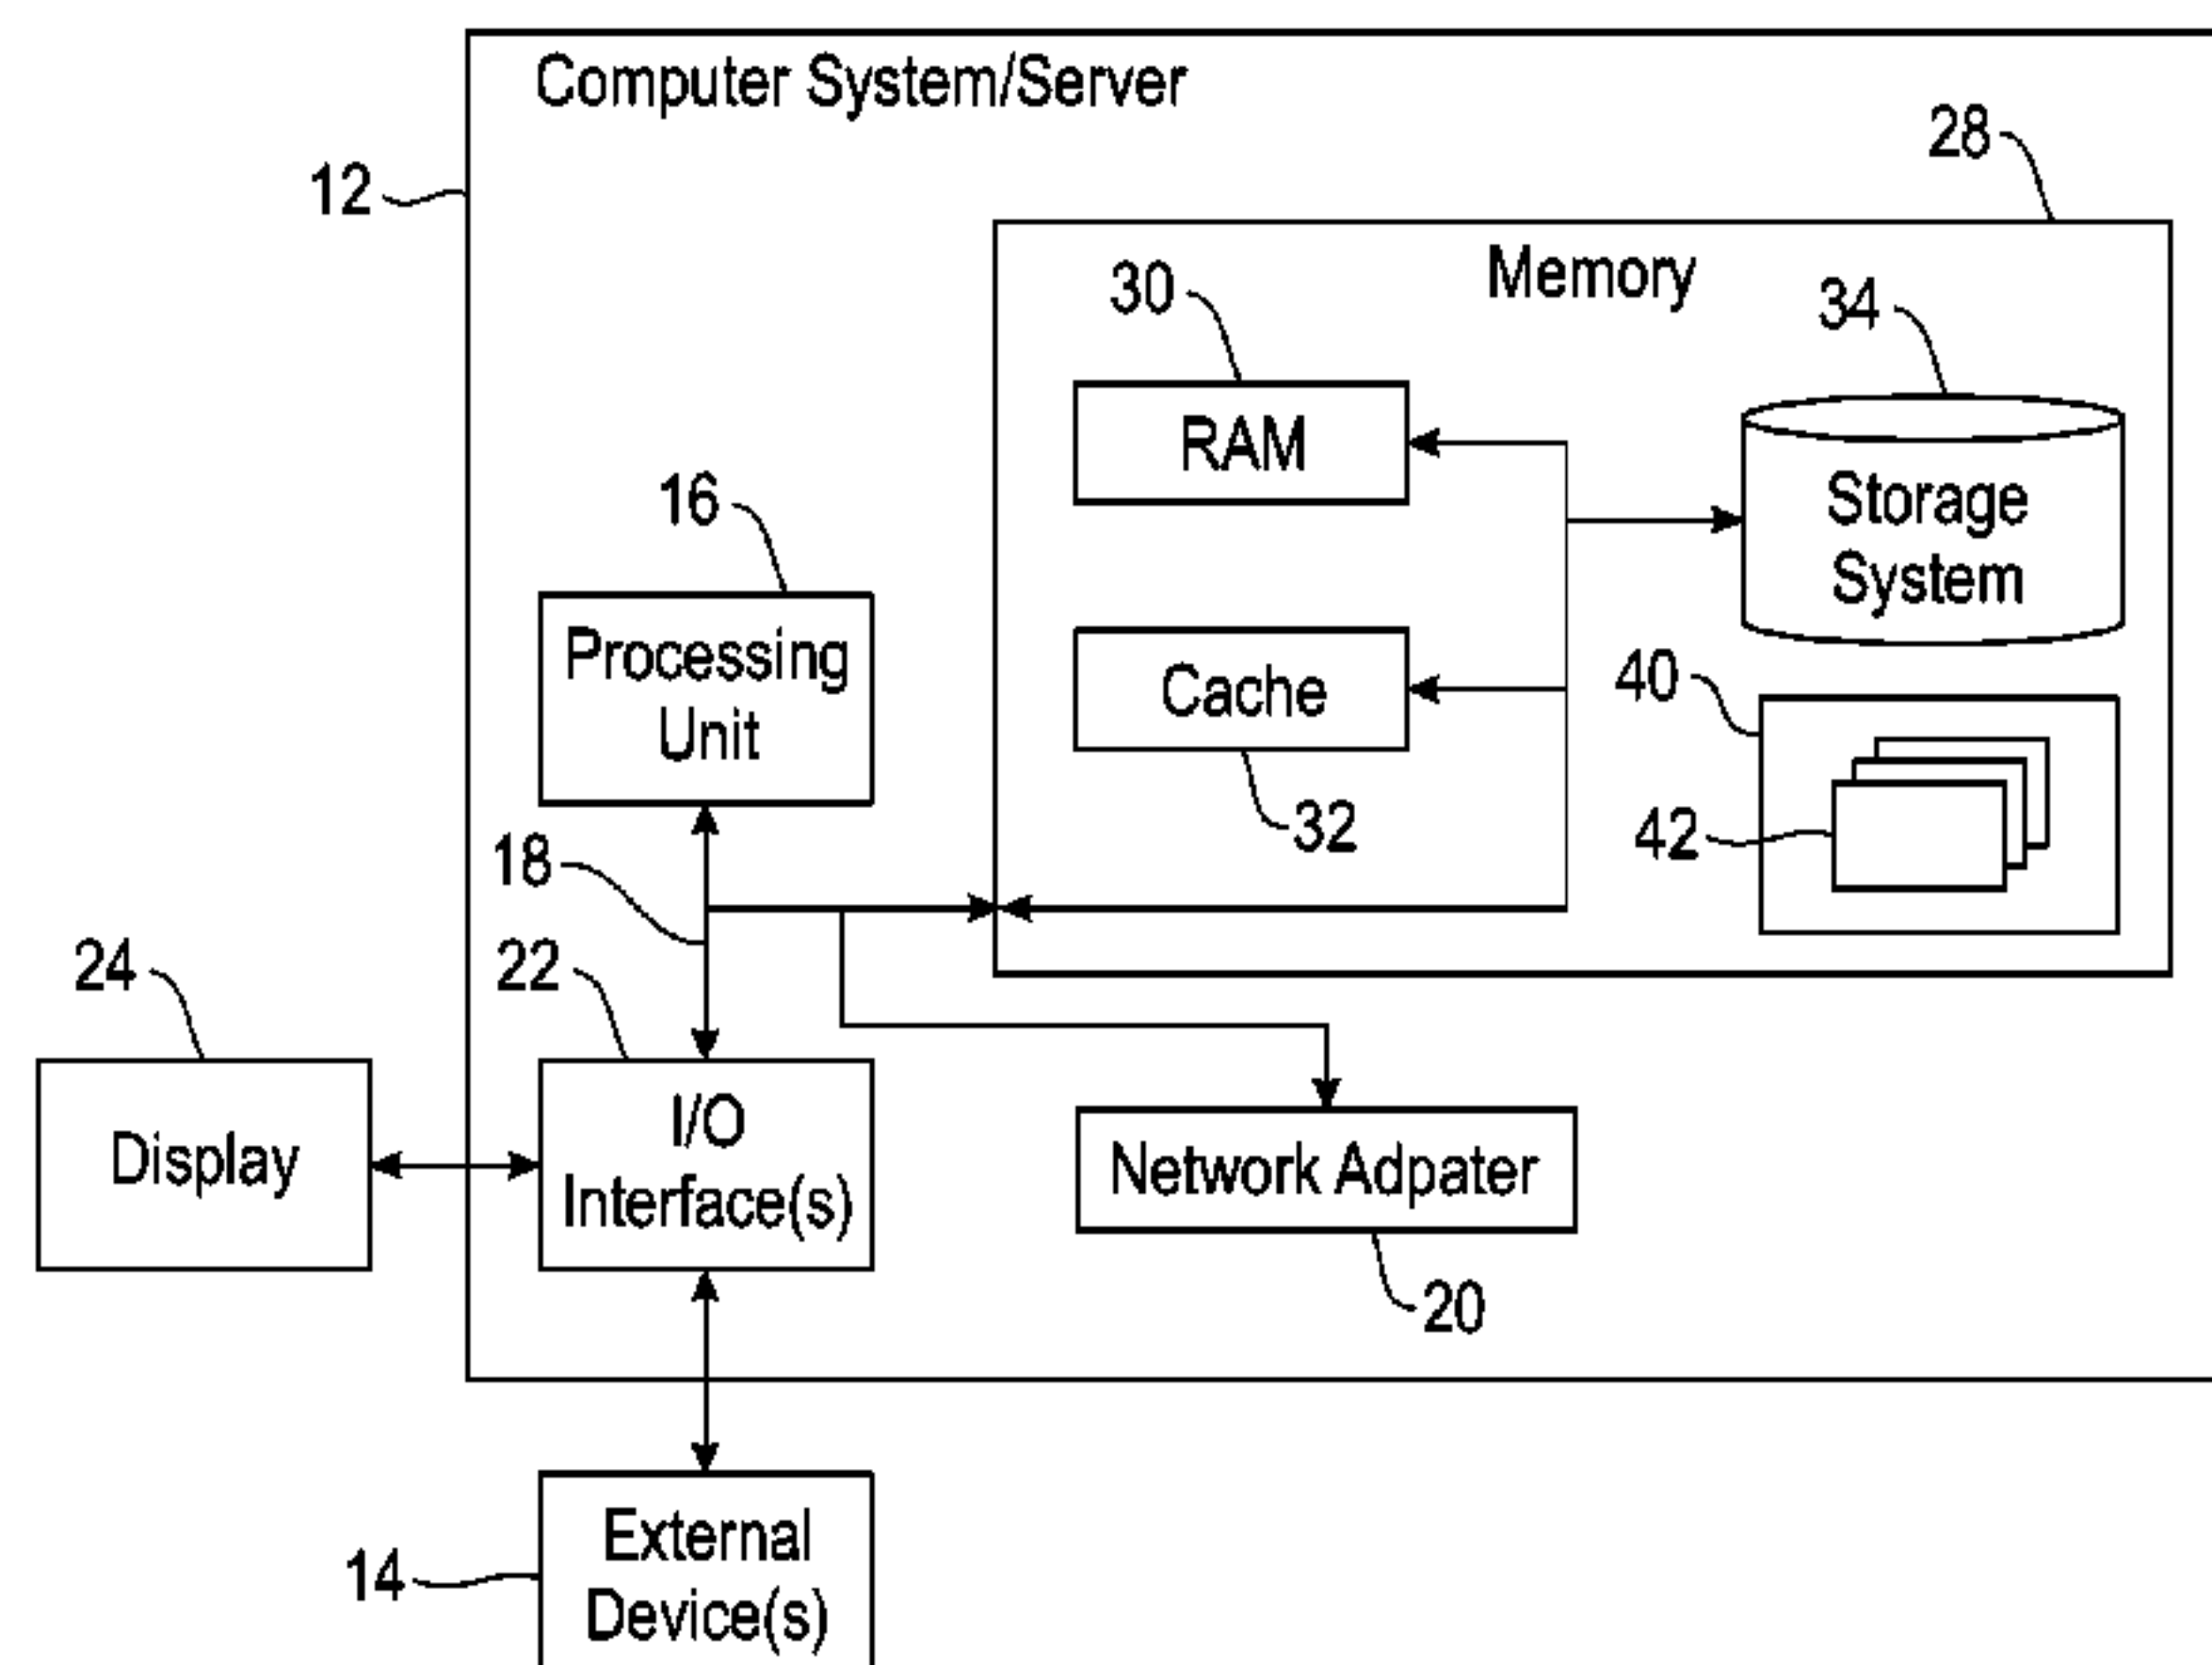 Computer System/Server
12
28
Memory
30
34
RAM
Storage
System
16
Processing
Unit
Cache
40
32
42
18
22
24
Display
I/O
Interface(s)
Network Adpater
20
14
External
Device(s)